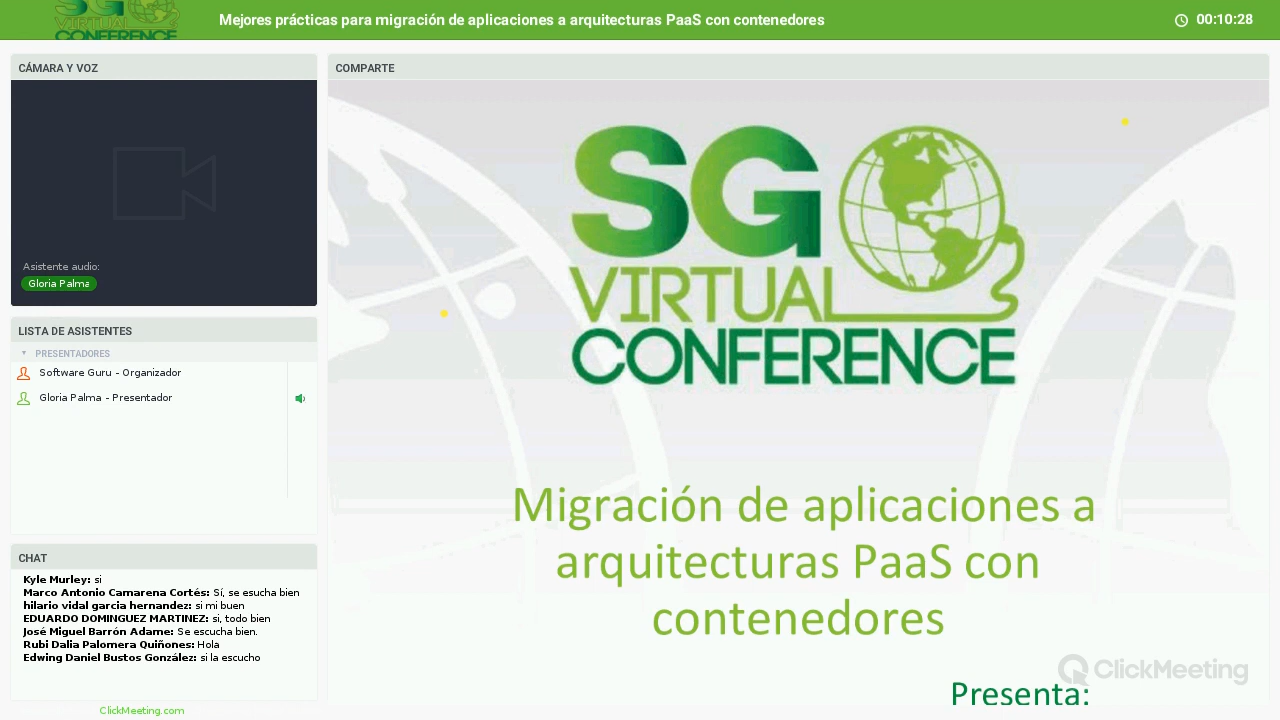 SG
VIRTUAL
CONFERENCE
Mejores prácticas para migración de aplicaciones a arquitecturas PaaS con contenedores
00:10:28
CÁMARA Y VOZ
Asistente audio:
Gloria Palma
LISTA DE ASISTENTES
PRESENTADORES
Software Guru - Organizador
Gloria Palma - Presentador
CHAT
Kyle Murley: si
Marco Antonio Camarena Cortés: Sí, se esucha bien
hilario vidal garcia hernandez: si mi buen
EDUARDO DOMINGUEZ MARTINEZ: si, todo bien
José Miguel Barrón Adame: Se escucha bien.
Rubi Dalia Palomera Quiñones: Hola
Edwing Daniel Bustos González: si la escucho
ClickMeeting.com
COMPARTE
SG
VIRTUAL
CONFERENCE
Migración de aplicaciones a
arquitecturas PaaS con
contenedores
ClickMeeting
Presenta: